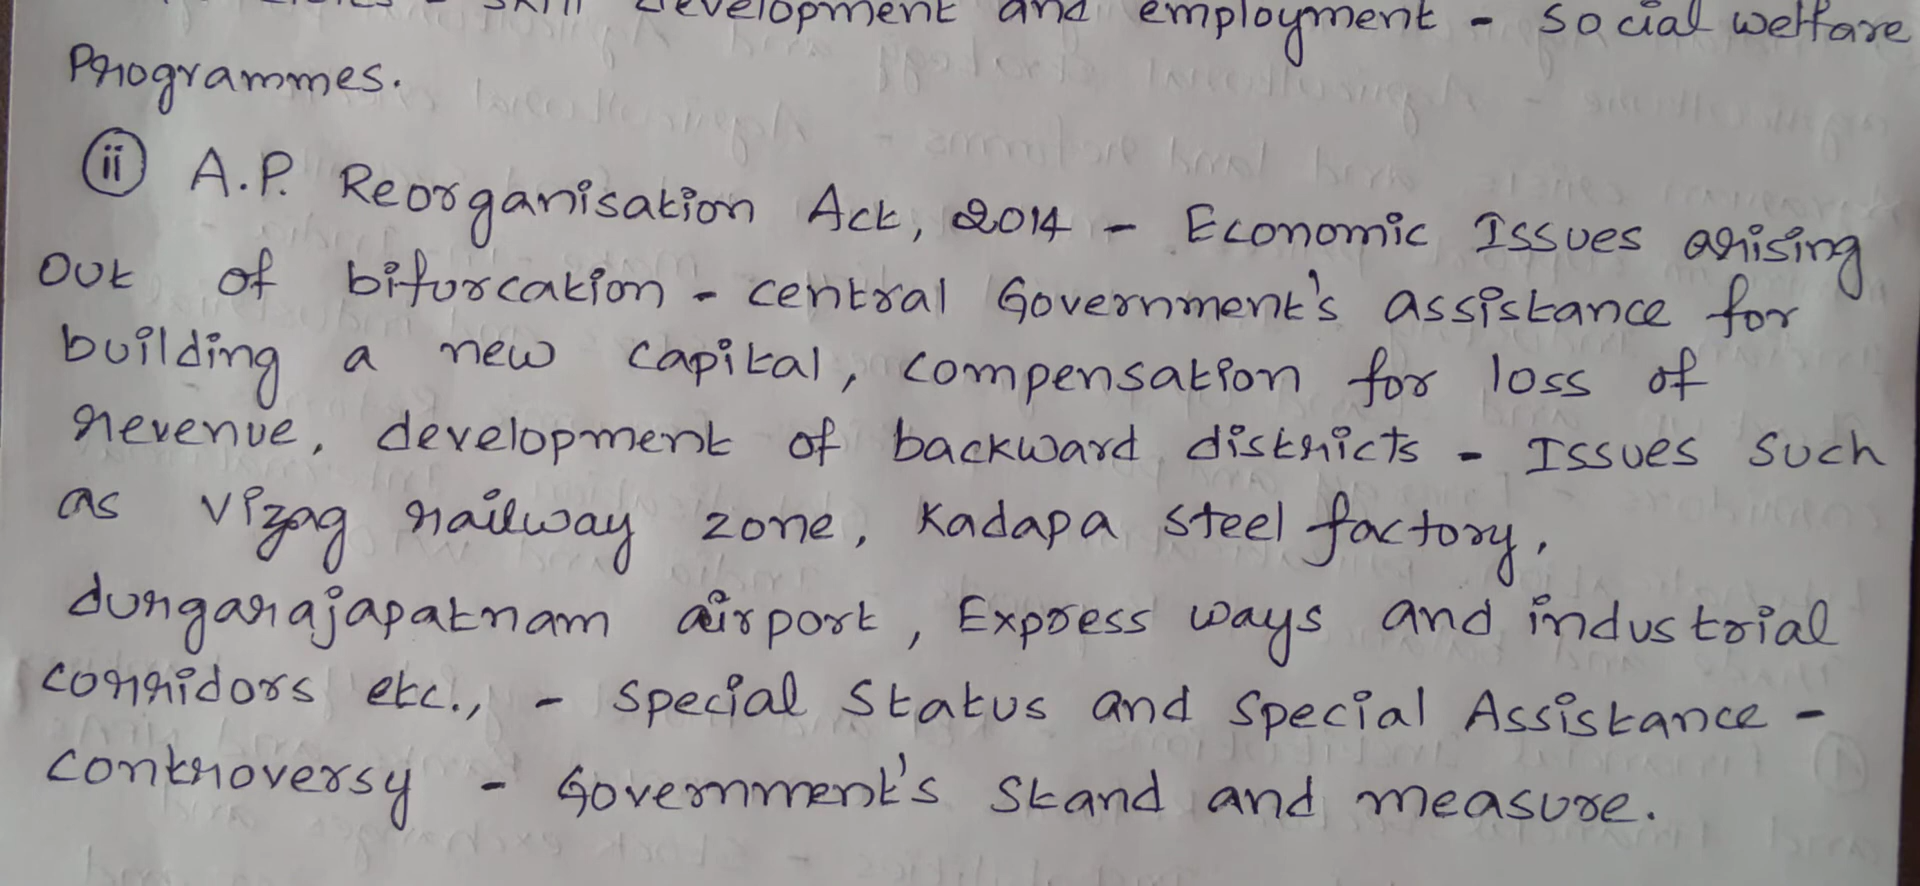 skill development and employment - social welfare
Programmes.
(ii) A.P. Reorganisation Act, 2014 - Economic Issues arising
out of bifurcation - central Government's assistance for
building a new capital, compensation for loss of
revenue, development of backward districts - Issues such
as vizag railway zone, Kadapa steel factory,
dungarajapatnam airport, Express ways and industrial
corridors etc., - special status and special Assistance -
controversy - Government's stand and measure.